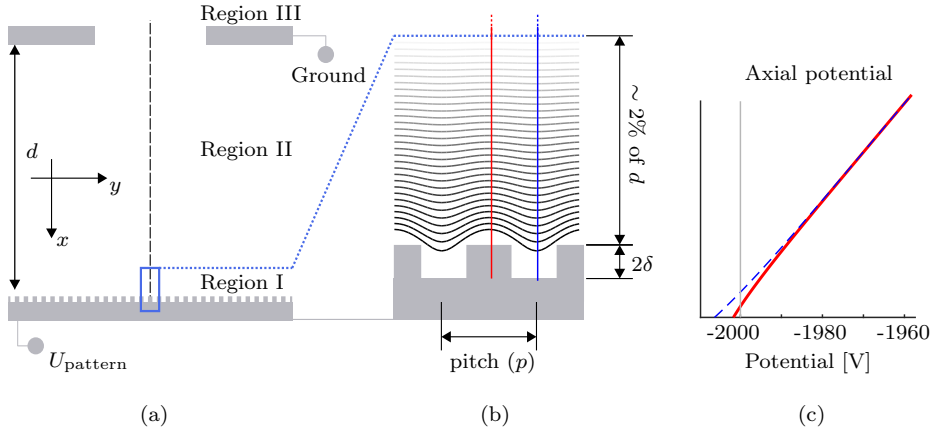 Region III
Ground
d
Region II
y
x
Region I
U_pattern
(a)
~ 2% of d
2δ
pitch (p)
(b)
Axial potential
-2000 -1980 -1960
Potential [V]
(c)